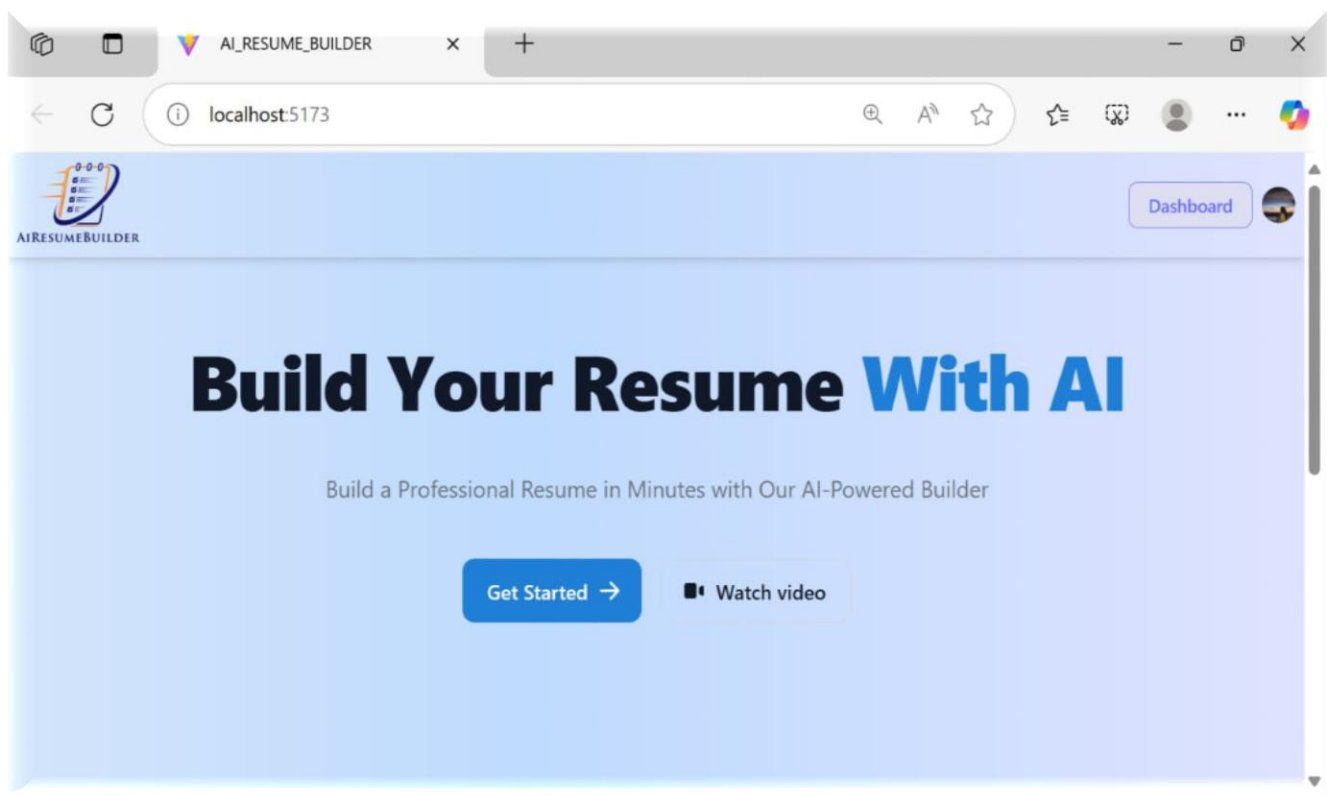 AI_RESUME_BUILDER
localhost:5173
AIRESUMEBUILDER
Dashboard
Build Your Resume With AI
Build a Professional Resume in Minutes with Our AI-Powered Builder
Get Started →
Watch video